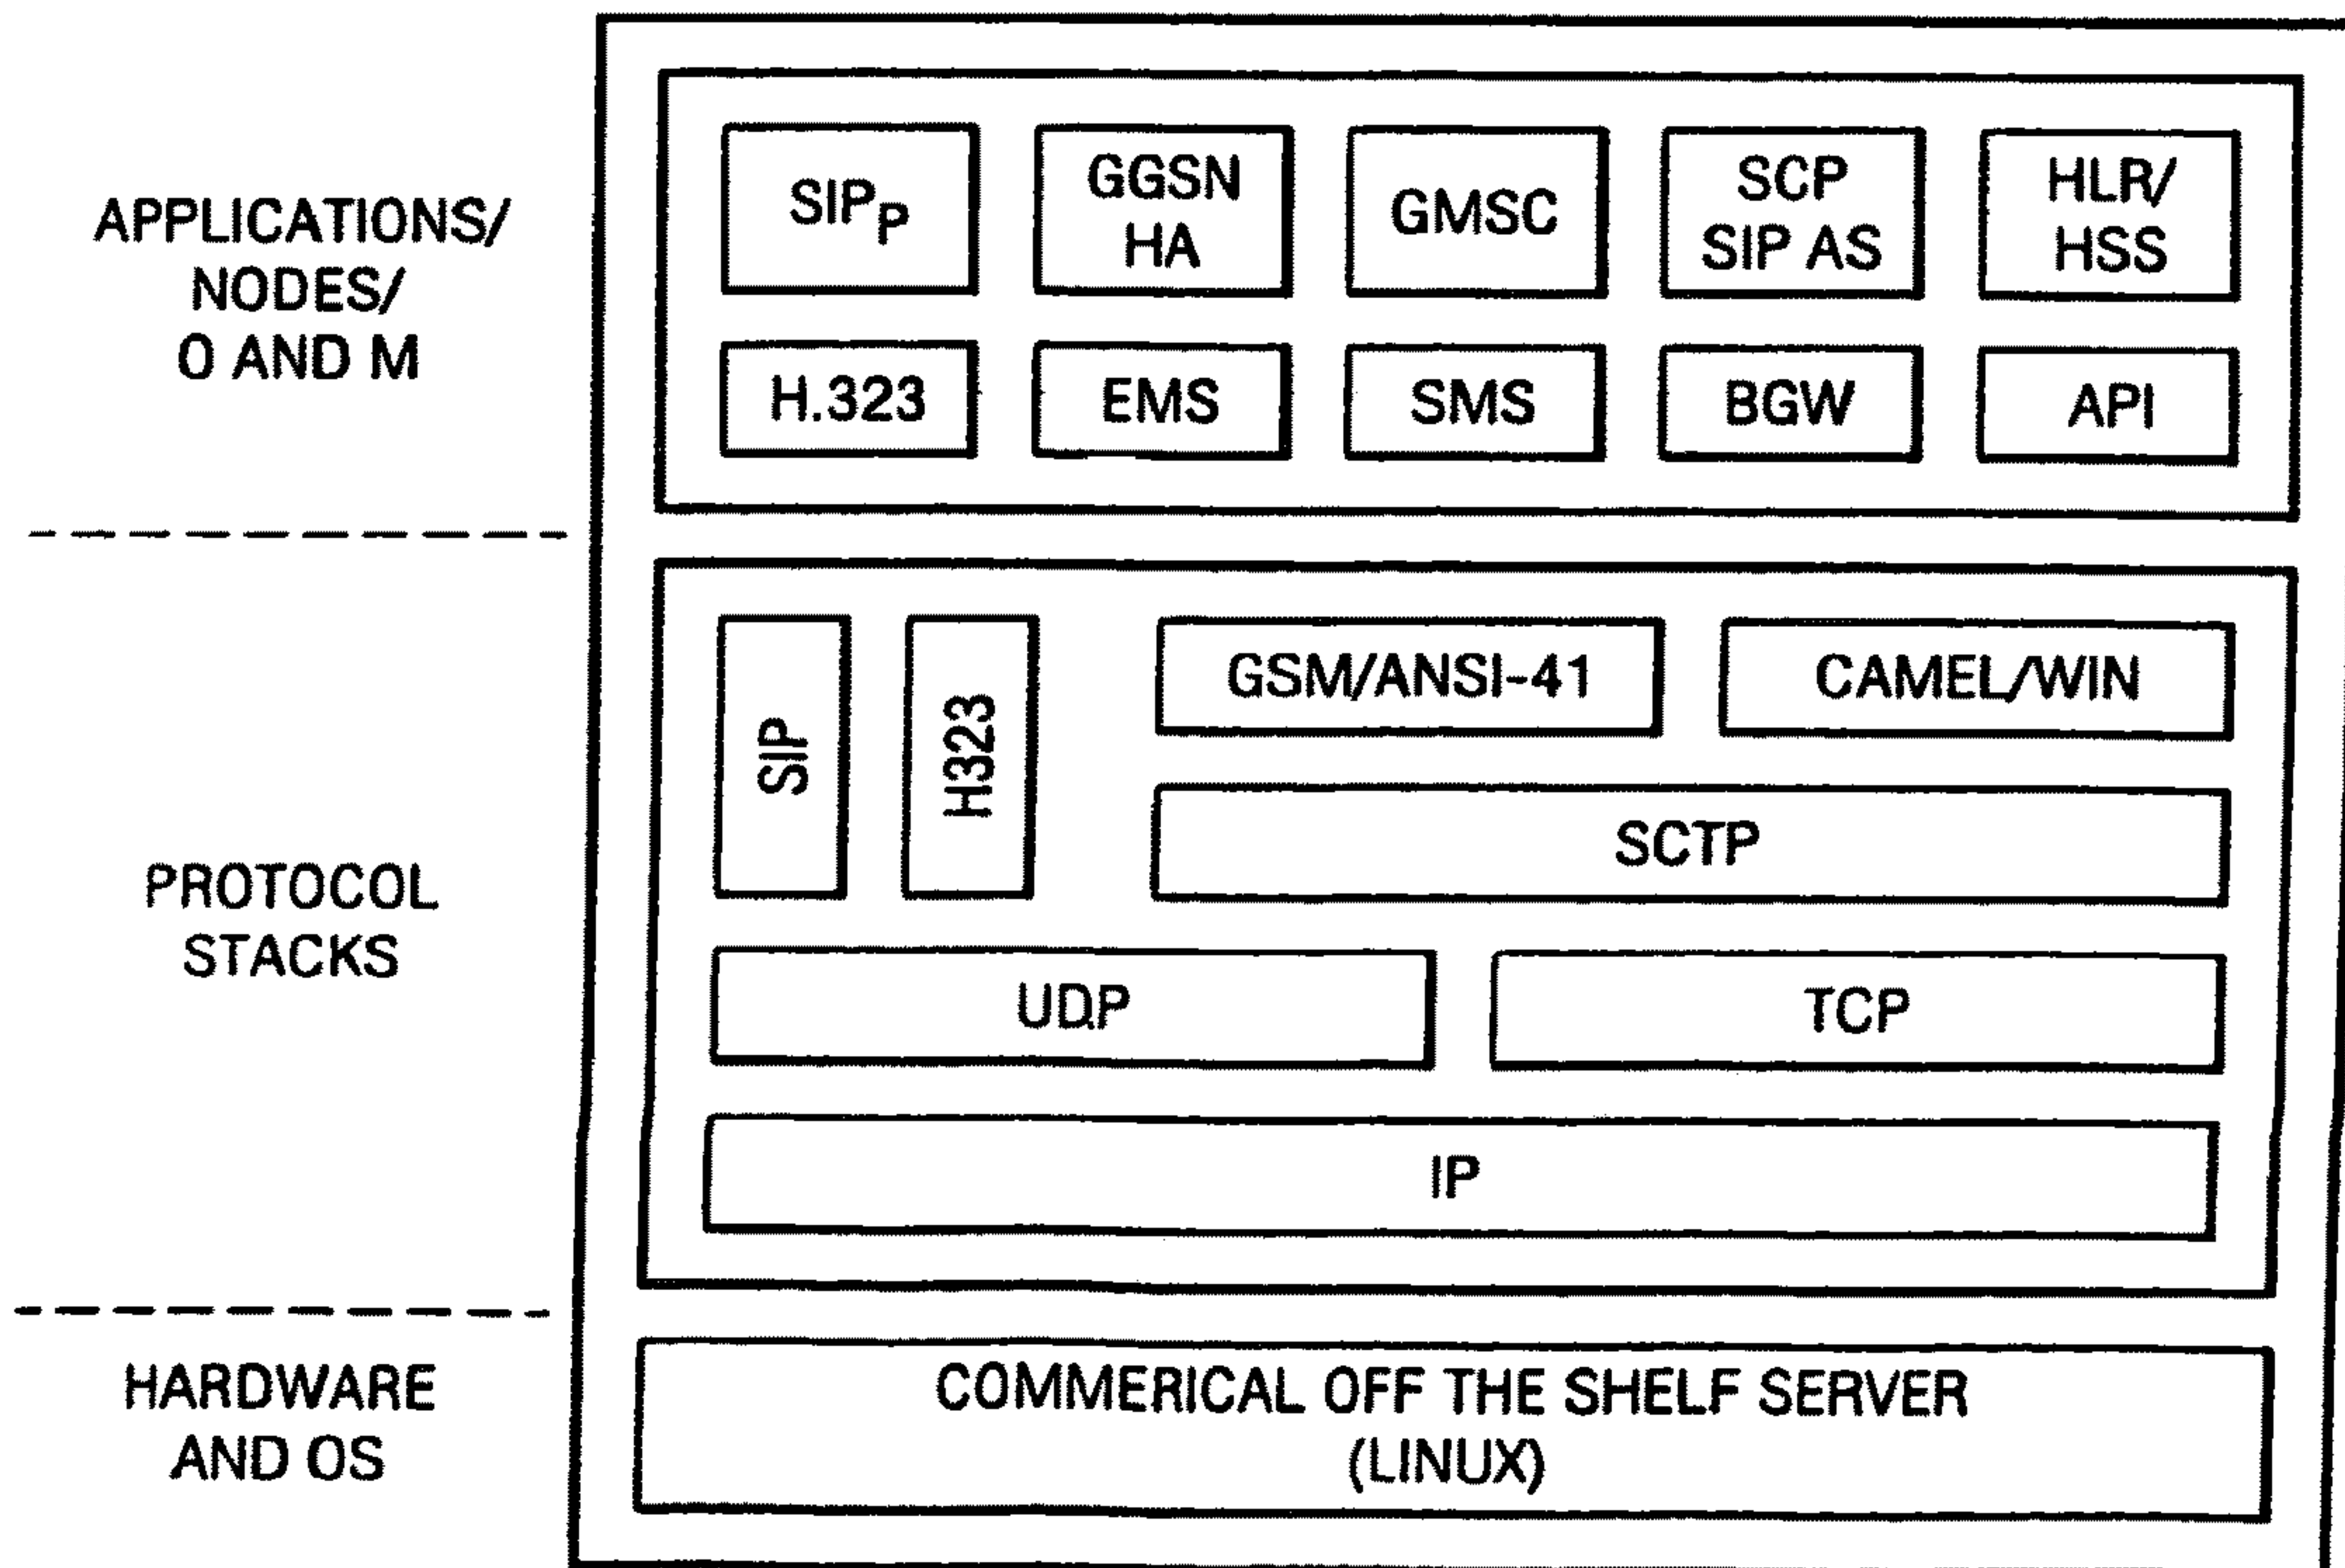 APPLICATIONS/
NODES/
O AND M
SIPP
GGSN
HA
GMSC
SCP
SIP AS
HLR/
HSS
H.323
EMS
SMS
BGW
API
PROTOCOL
STACKS
SIP
H323
GSM/ANSI-41
CAMEL/WIN
SCTP
UDP
TCP
IP
HARDWARE
AND OS
COMMERICAL OFF THE SHELF SERVER
(LINUX)